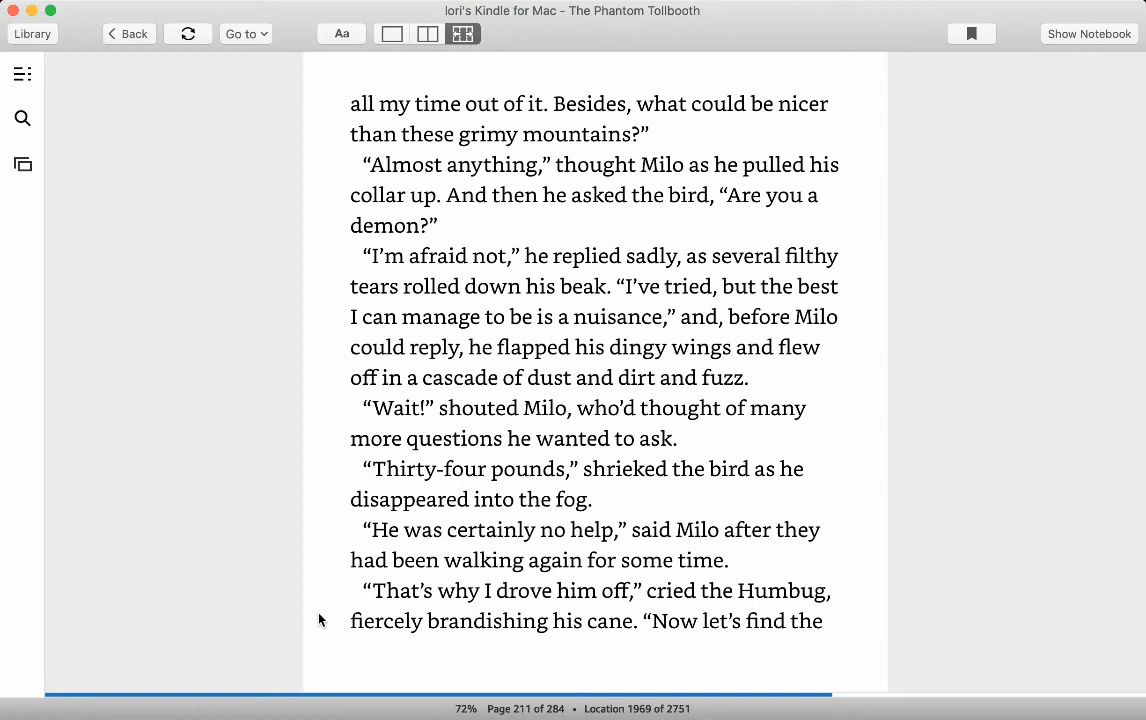 lori's Kindle for Mac - The Phantom Tollbooth
Library
Back
Go to
Aa
Show Notebook
all my time out of it. Besides, what could be nicer
than these grimy mountains?”
“Almost anything,” thought Milo as he pulled his
collar up. And then he asked the bird, “Are you a
demon?”
“I’m afraid not,” he replied sadly, as several filthy
tears rolled down his beak. “I’ve tried, but the best
I can manage to be is a nuisance,” and, before Milo
could reply, he flapped his dingy wings and flew
off in a cascade of dust and dirt and fuzz.
“Wait!” shouted Milo, who’d thought of many
more questions he wanted to ask.
“Thirty-four pounds,” shrieked the bird as he
disappeared into the fog.
“He was certainly no help,” said Milo after they
had been walking again for some time.
“That’s why I drove him off,” cried the Humbug,
fiercely brandishing his cane. “Now let’s find the
72% Page 211 of 284 • Location 1969 of 2751